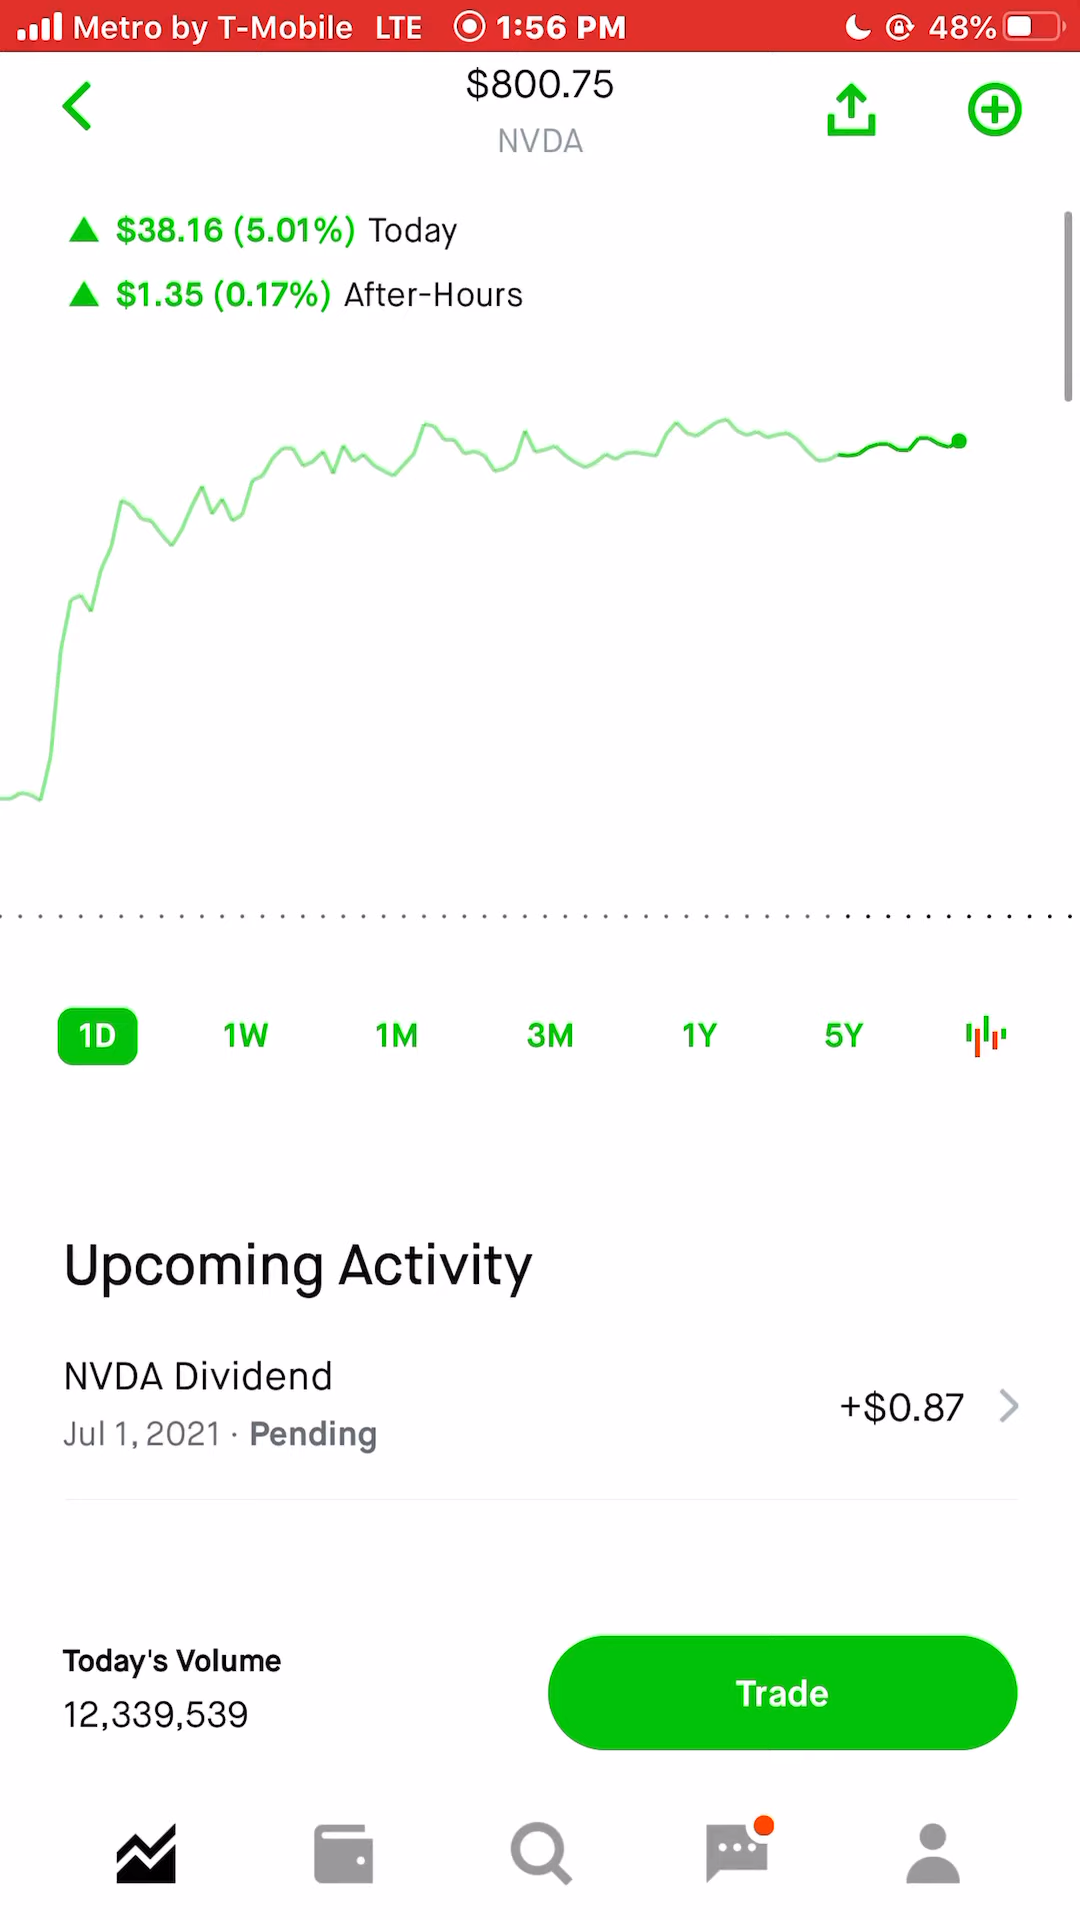 Metro by T-Mobile LTE 1:56 PM 48%
$800.75
NVDA
$38.16 (5.01%) Today
$1.35 (0.17%) After-Hours
1D 1W 1M 3M 1Y 5Y
Upcoming Activity
NVDA Dividend
+$0.87
Jul 1, 2021 · Pending
Today's Volume
12,339,539
Trade